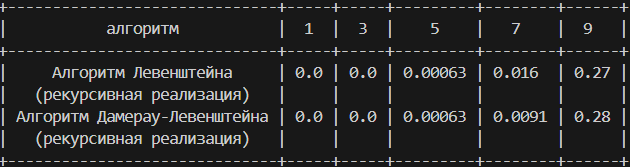 алгоритм | 1 | 3 | 5 | 7 | 9
Алгоритм Левенштейна | 0.0 | 0.0 | 0.00063 | 0.016 | 0.27
(рекурсивная реализация)
Алгоритм Дамерау-Левенштейна | 0.0 | 0.0 | 0.00063 | 0.0091 | 0.28
(рекурсивная реализация)